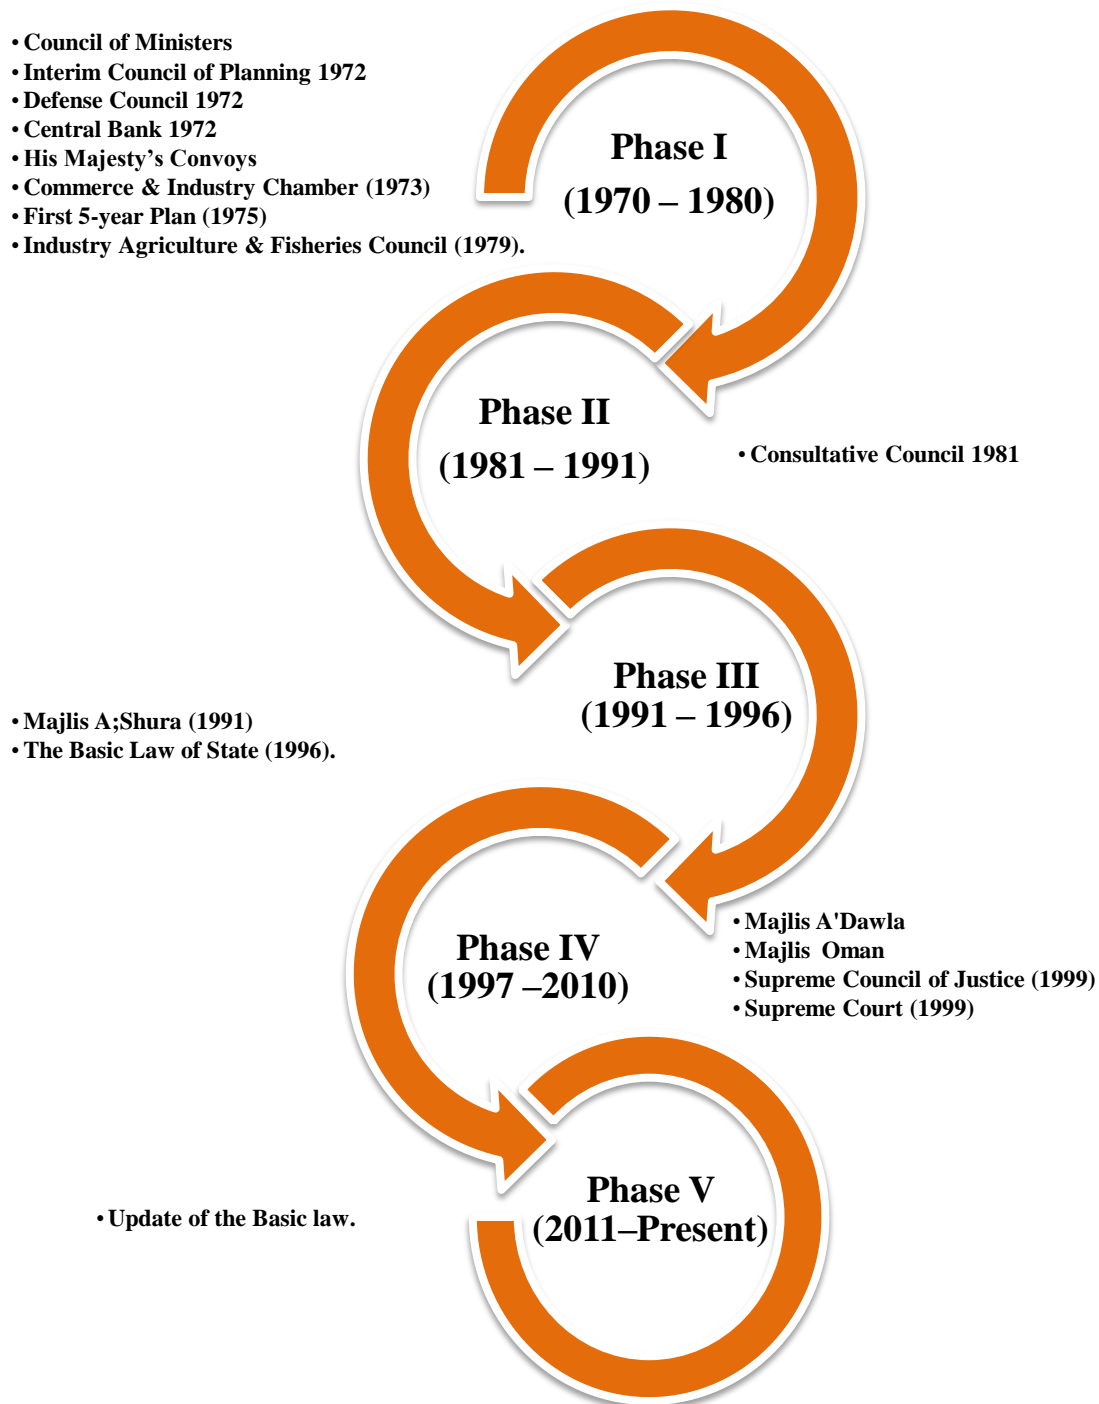 • Council of Ministers
• Interim Council of Planning 1972
• Defense Council 1972
• Central Bank 1972
• His Majesty’s Convoys
• Commerce & Industry Chamber (1973)
• First 5-year Plan (1975)
• Industry Agriculture & Fisheries Council (1979).
Phase I
(1970 – 1980)
Phase II
(1981 – 1991)
• Consultative Council 1981
Phase III
(1991 – 1996)
• Majlis A;Shura (1991)
• The Basic Law of State (1996).
Phase IV
(1997 –2010)
• Majlis A'Dawla
• Majlis Oman
• Supreme Council of Justice (1999)
• Supreme Court (1999)
Phase V
(2011–Present)
• Update of the Basic law.